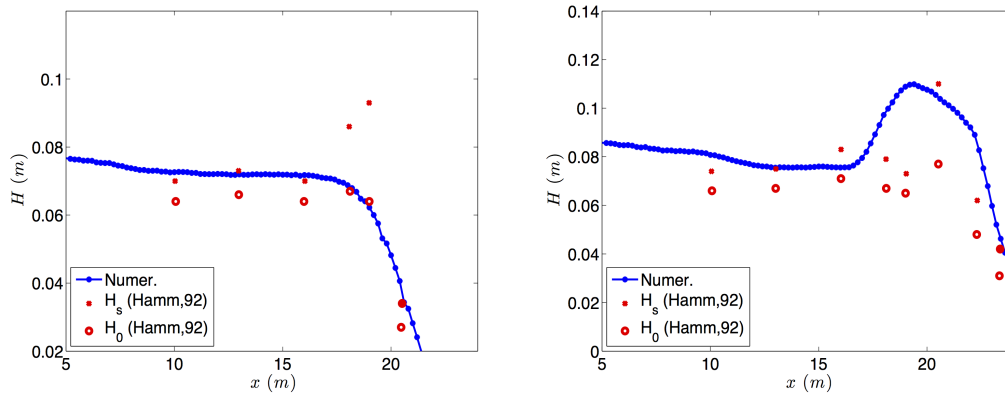 0.1
0.08
0.06
0.04
0.02
H (m)
5
10
15
20
x (m)
Numer.
H_s (Hamm,92)
H_0 (Hamm,92)
0.14
0.12
0.1
0.08
0.06
0.04
0.02
0
H (m)
5
10
15
20
x (m)
Numer.
H_s (Hamm,92)
H_0 (Hamm,92)